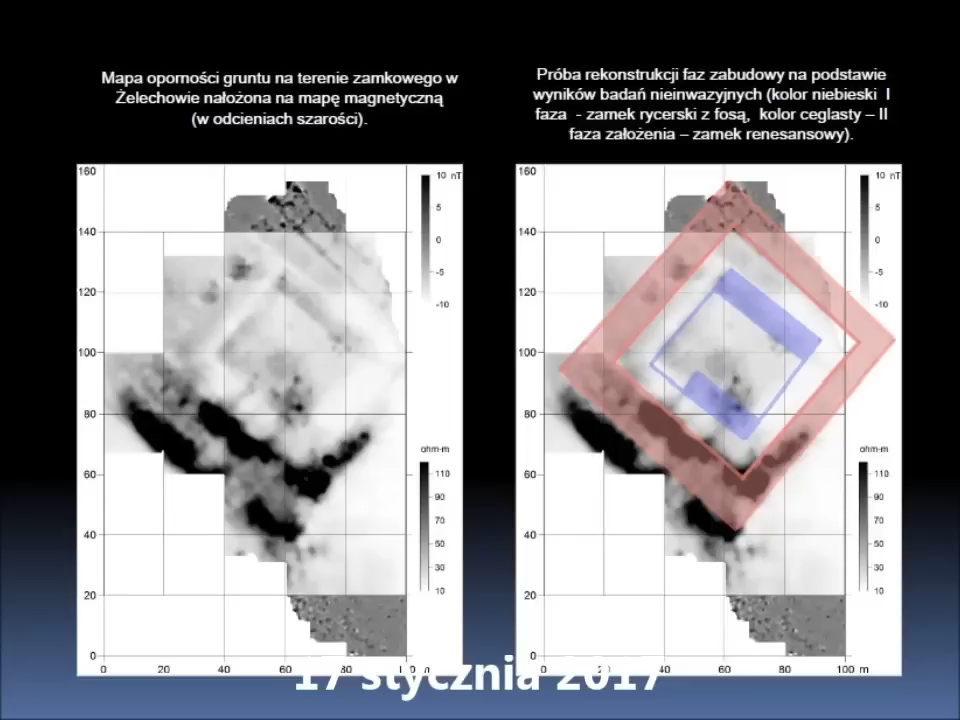 Mapa oporności gruntu na terenie zamkowego w
Żelechowie nałożona na mapę magnetyczną
(w odcieniach szarości).
Próba rekonstrukcji faz zabudowy na podstawie
wyników badań nieinwazyjnych (kolor niebieski I
faza - zamek rycerski z fosą, kolor ceglasty – II
faza założenia – zamek renesansowy).
160
140
120
100
80
60
40
20
0
0 20 40 60 80
10 nT
5
0
-5
-10
ohm-m
110
90
70
50
30
10
160
140
120
100
80
60
40
20
0
0 20 40 60 80 100 m
10 nT
5
0
-5
-10
ohm-m
110
90
70
50
30
10
17 stycznia 2017